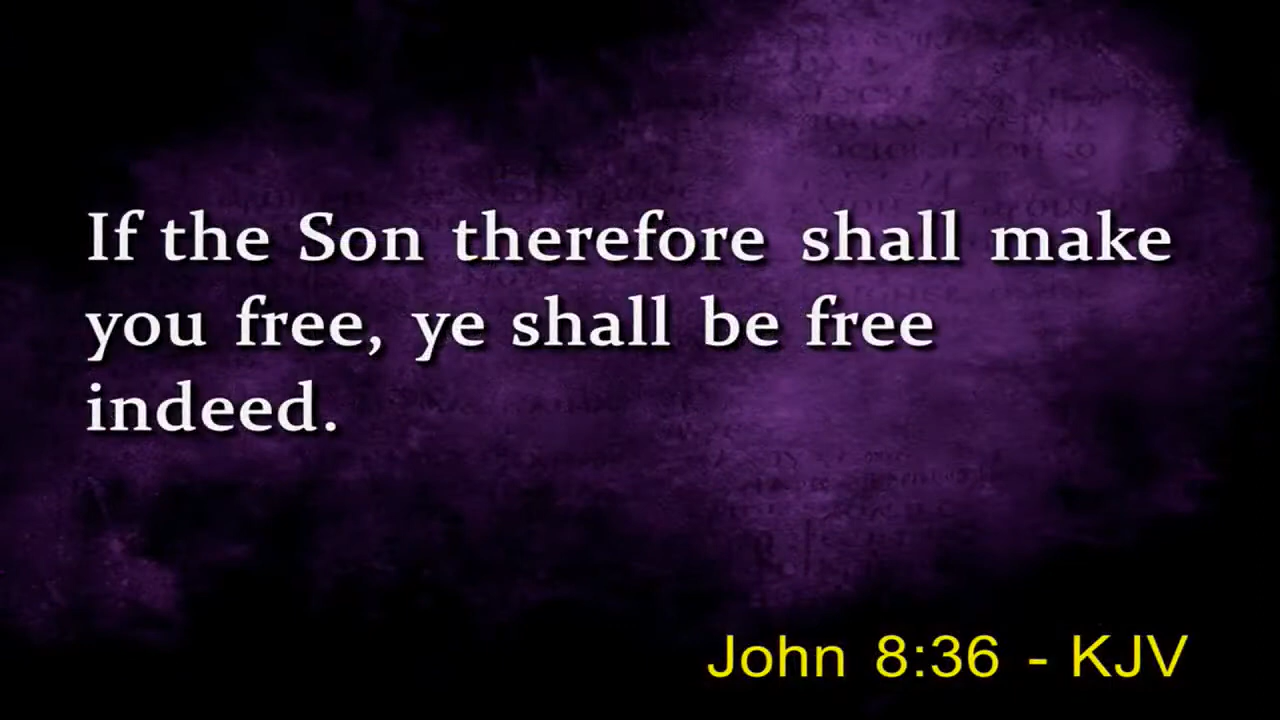 If the Son therefore shall make
you free, ye shall be free
indeed.
John 8:36 - KJV